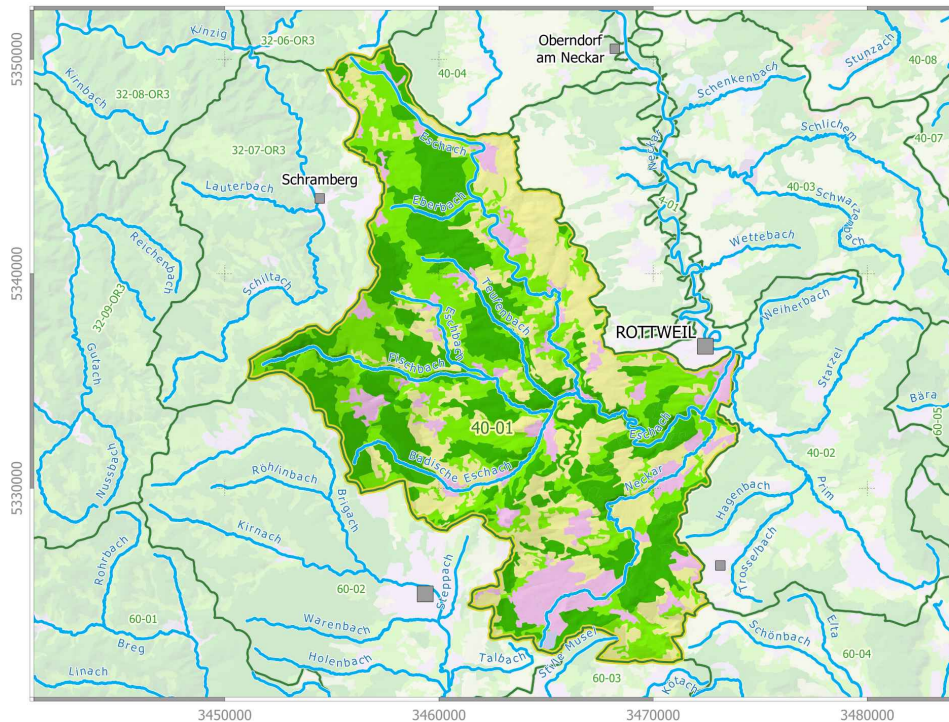 5350000
5340000
5330000
Kinzig
32-06-OR3
Oberndorf
am Neckar
Stunzach
40-08
40-04
Kirnbach
32-08-OR3
Schenkenbach
Eschach
Neckar
Schlichem
40-07
32-07-OR3
Schramberg
Lauterbach
40-03
Eberbach
4-01
Schwarzenbach
Reichenbach
Wettebach
Schiltach
Teufenbach
Weiherbach
32-09-OR3
Eschbach
ROTTWEIL
Gutach
Fischbach
Starzel
Bära
40-01
Eschach
60-05
Badische Eschach
40-02
Nussbach
Röhlinbach
Neckar
Brigach
Hagenbach
Prim
Kirnach
Rohrbach
Steppach
Trosselbach
60-02
60-01
Warenbach
Elta
Breg
Stille Musel
Schönbach
Linach
Holenbach
Talbach
60-04
60-03
Kötach
3450000
3460000
3470000
3480000